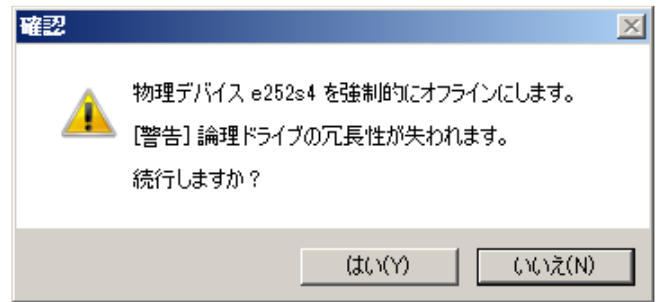 確認
物理デバイス e252s4 を強制的にオフラインにします。
[警告] 論理ドライブの冗長性が失われます。
続行しますか？
はい(Y)
いいえ(N)